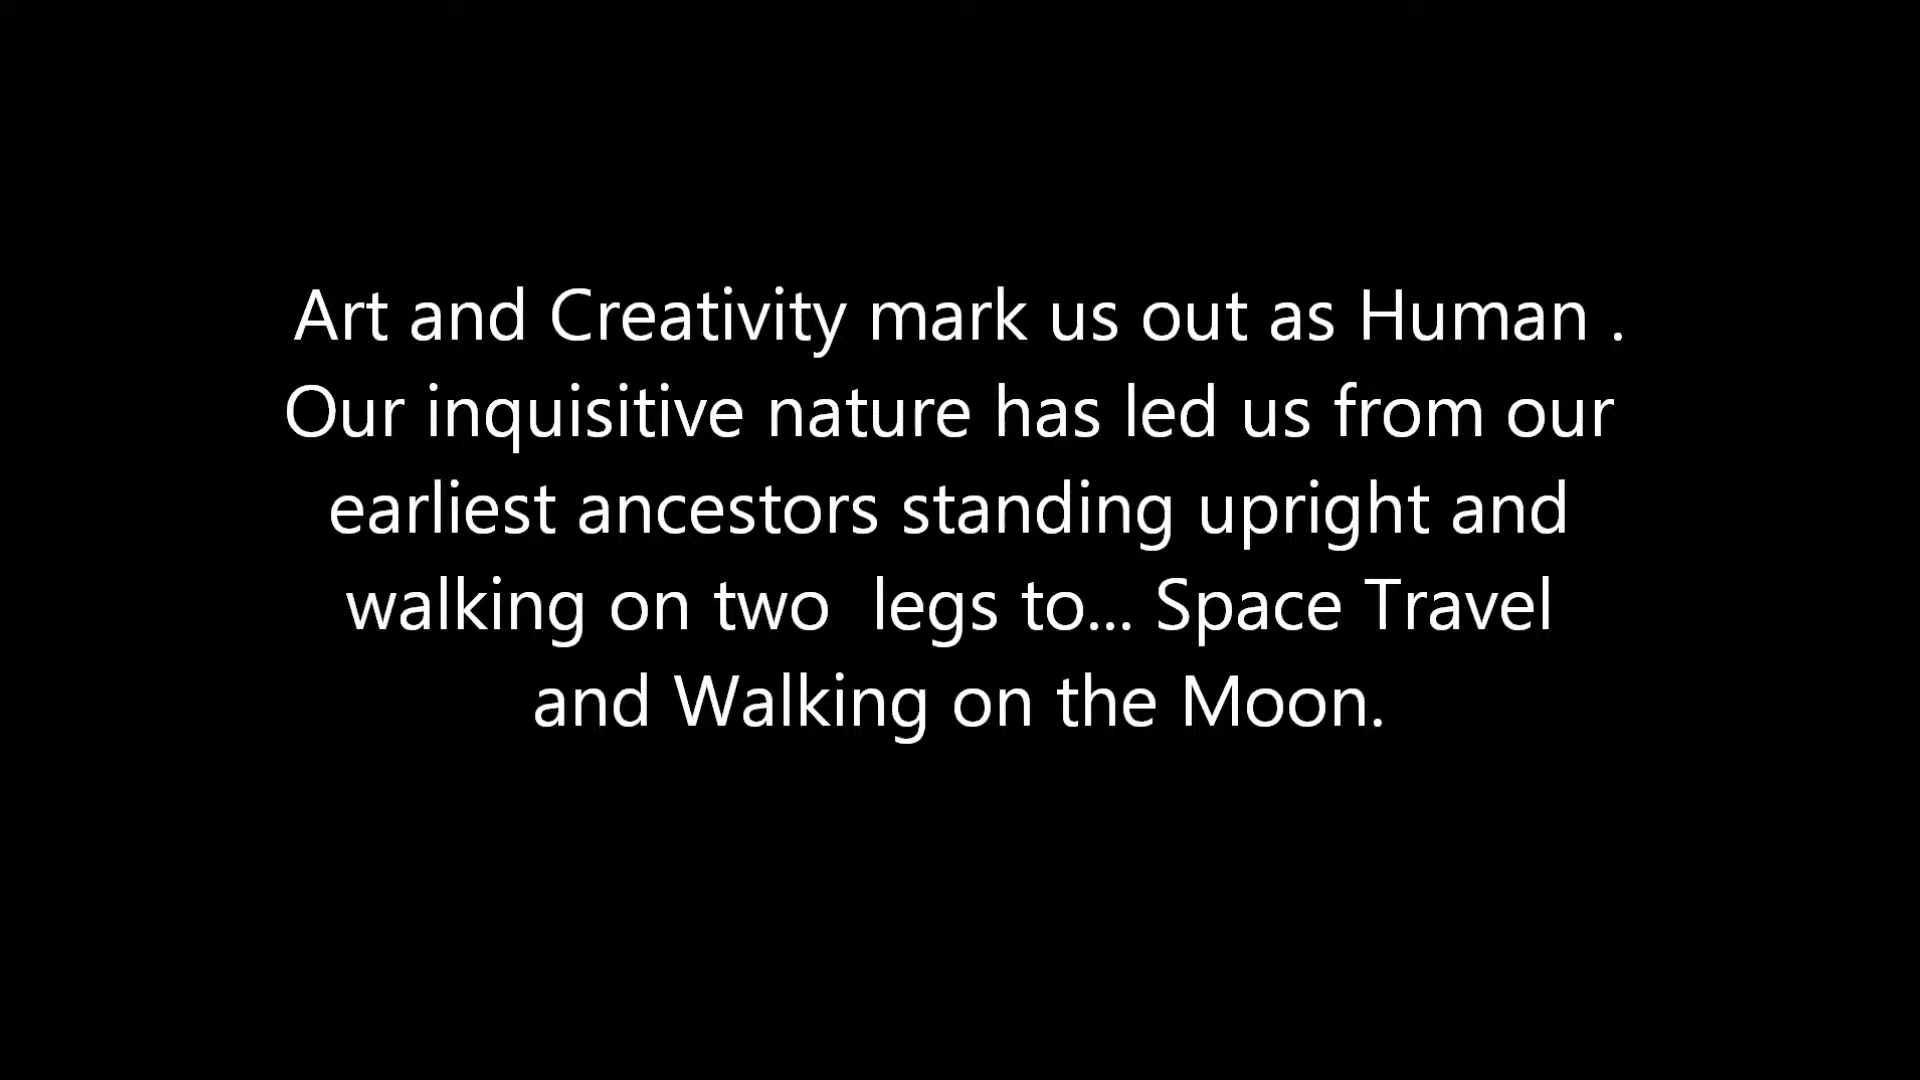 Art and Creativity mark us out as Human .
Our inquisitive nature has led us from our
earliest ancestors standing upright and
walking on two  legs to... Space Travel
and Walking on the Moon.